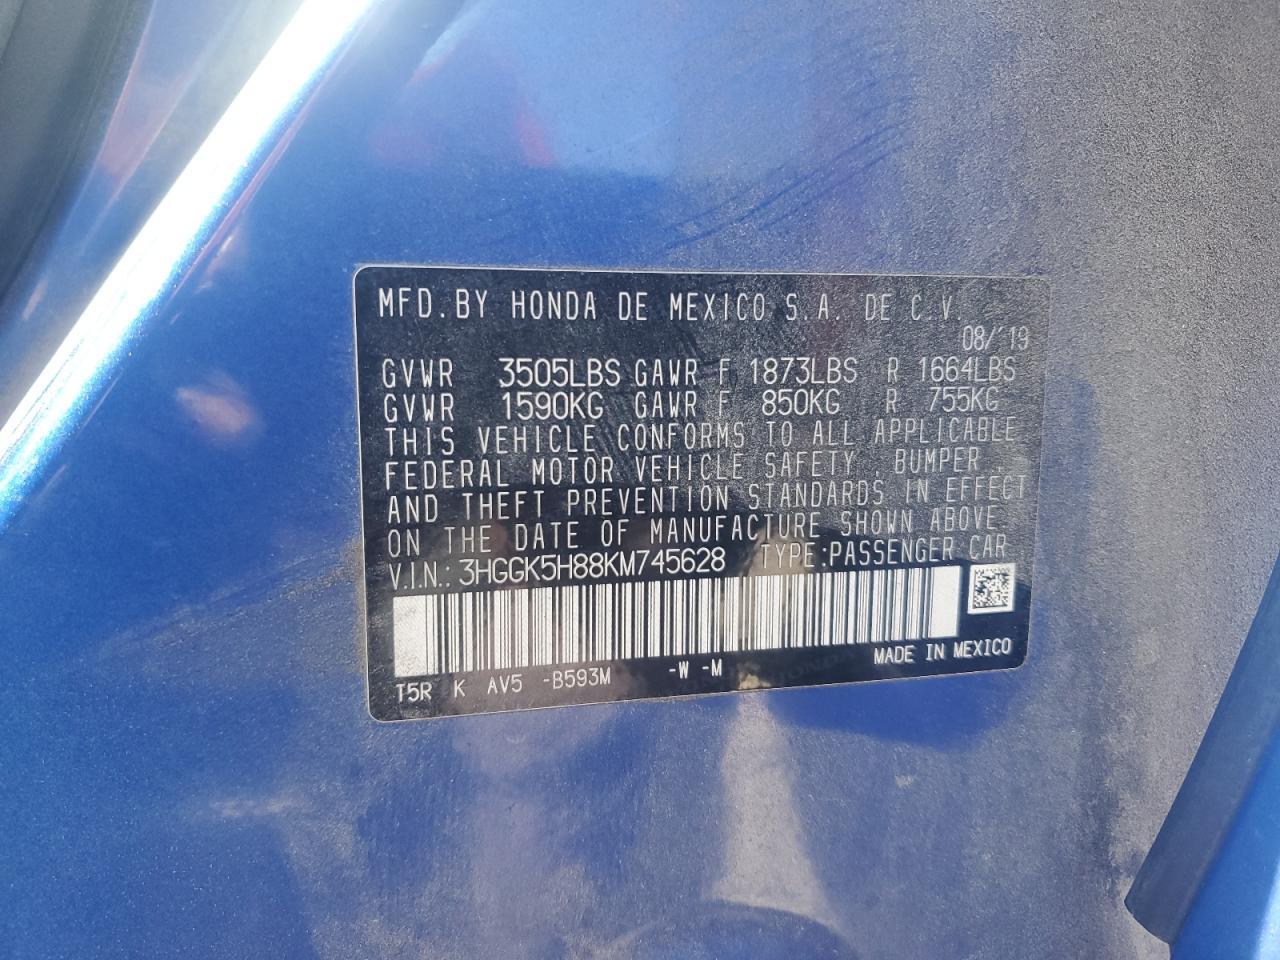 MFD.BY HONDA DE MEXICO S.A. DE C.V.
08/'19
GVWR 3505LBS GAWR F 1873LBS R 1664LBS
GVWR 1590KG GAWR F 850KG R 755KG
THIS VEHICLE CONFORMS TO ALL APPLICABLE
FEDERAL MOTOR VEHICLE SAFETY , BUMPER ,
AND THEFT PREVENTION STANDARDS IN EFFECT
ON THE DATE OF MANUFACTURE SHOWN ABOVE
V.I.N.: 3HGGK5H88KM745628 TYPE:PASSENGER CAR
MADE IN MEXICO
T5R K AV5 -B593M -W -M